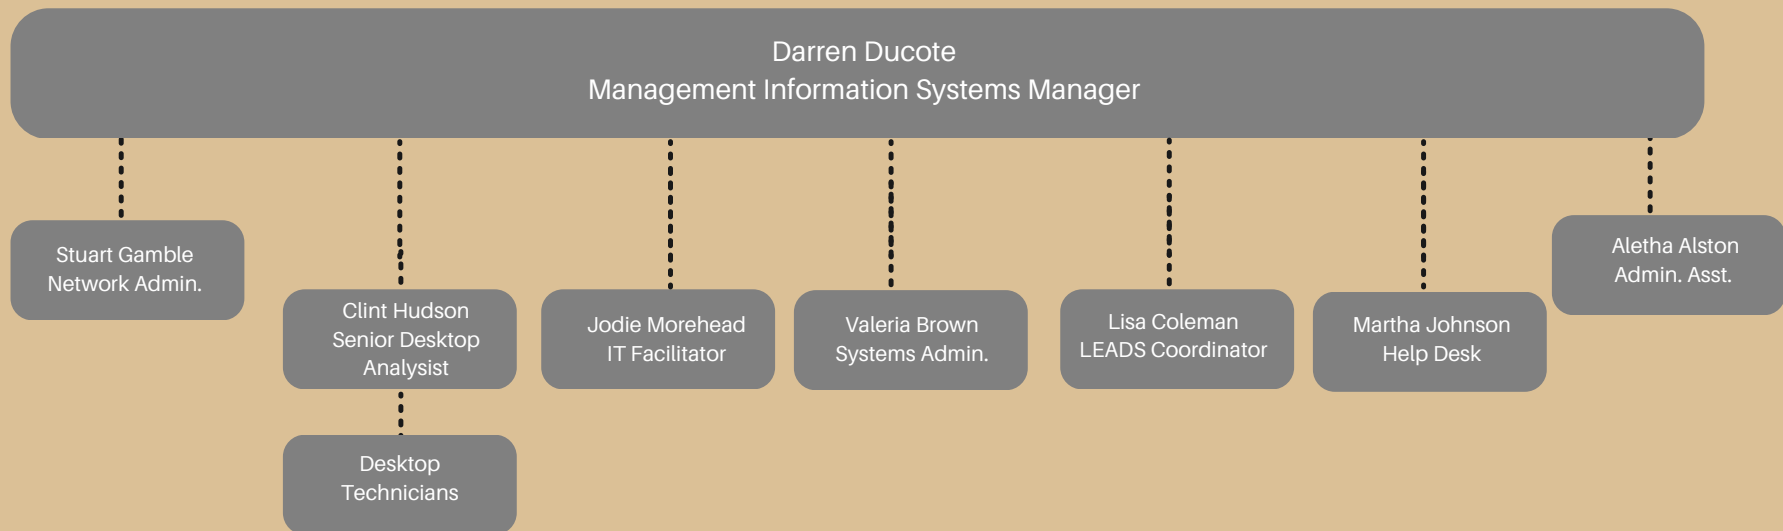 Darren Ducote
Management Information Systems Manager
Stuart Gamble
Network Admin.
Clint Hudson
Senior Desktop
Analysist
Jodie Morehead
IT Facilitator
Valeria Brown
Systems Admin.
Lisa Coleman
LEADS Coordinator
Martha Johnson
Help Desk
Aletha Alston
Admin. Asst.
Desktop
Technicians